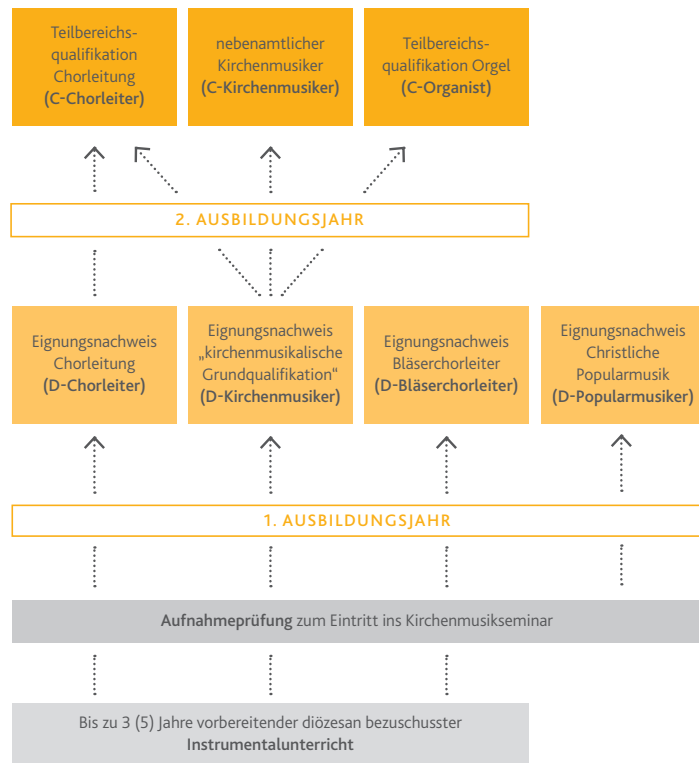 Teilbereichs-
qualifikation
Chorleitung
(C-Chorleiter)
nebenamtlicher
Kirchenmusiker
(C-Kirchenmusiker)
Teilbereichs-
qualifikation Orgel
(C-Organist)
2. AUSBILDUNGSJAHR
Eignungsnachweis
Chorleitung
(D-Chorleiter)
Eignungsnachweis
„kirchenmusikalische
Grundqualifikation“
(D-Kirchenmusiker)
Eignungsnachweis
Bläserchorleiter
(D-Bläserchorleiter)
Eignungsnachweis
Christliche
Popularmusik
(D-Popularmusiker)
1. AUSBILDUNGSJAHR
Aufnahmeprüfung zum Eintritt ins Kirchenmusikseminar
Bis zu 3 (5) Jahre vorbereitender diözesan bezuschusster
Instrumentalunterricht